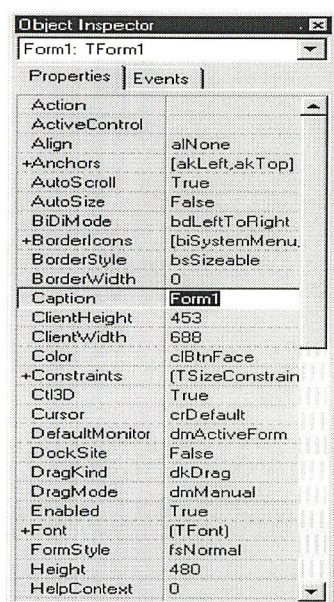 Object Inspector
Form1: TForm1
Properties Events
Action
ActiveControl
Align alNone
+Anchors [akLeft,akTop]
AutoScroll True
AutoSize False
BiDiMode bdLeftToRight
+BorderIcons [biSystemMenu,
BorderStyle bsSizeable
BorderWidth 0
Caption Form1
ClientHeight 453
ClientWidth 688
Color clBtnFace
+Constraints (TSizeConstrain
Ctl3D True
Cursor crDefault
DefaultMonitor dmActiveForm
DockSite False
DragKind dkDrag
DragMode dmManual
Enabled True
+Font (TFont)
FormStyle fsNormal
Height 480
HelpContext 0